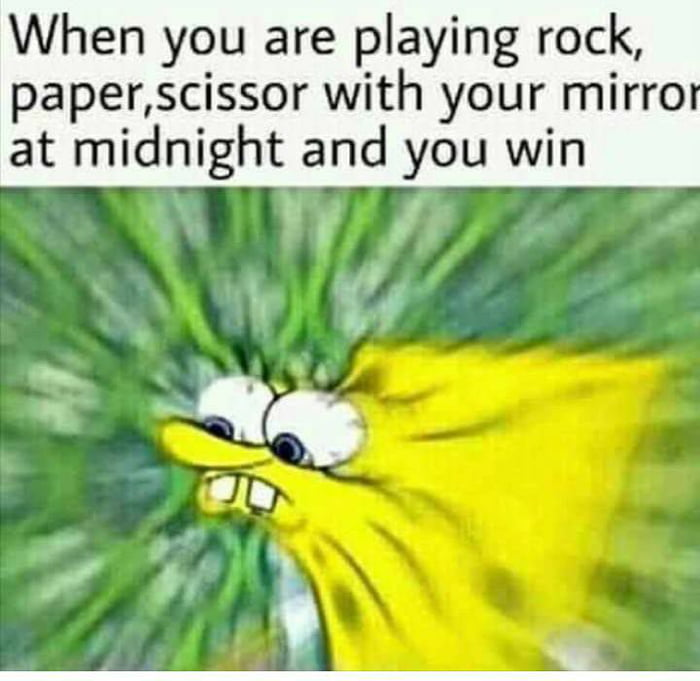 When you are playing rock,
paper,scissor with your mirror
at midnight and you win